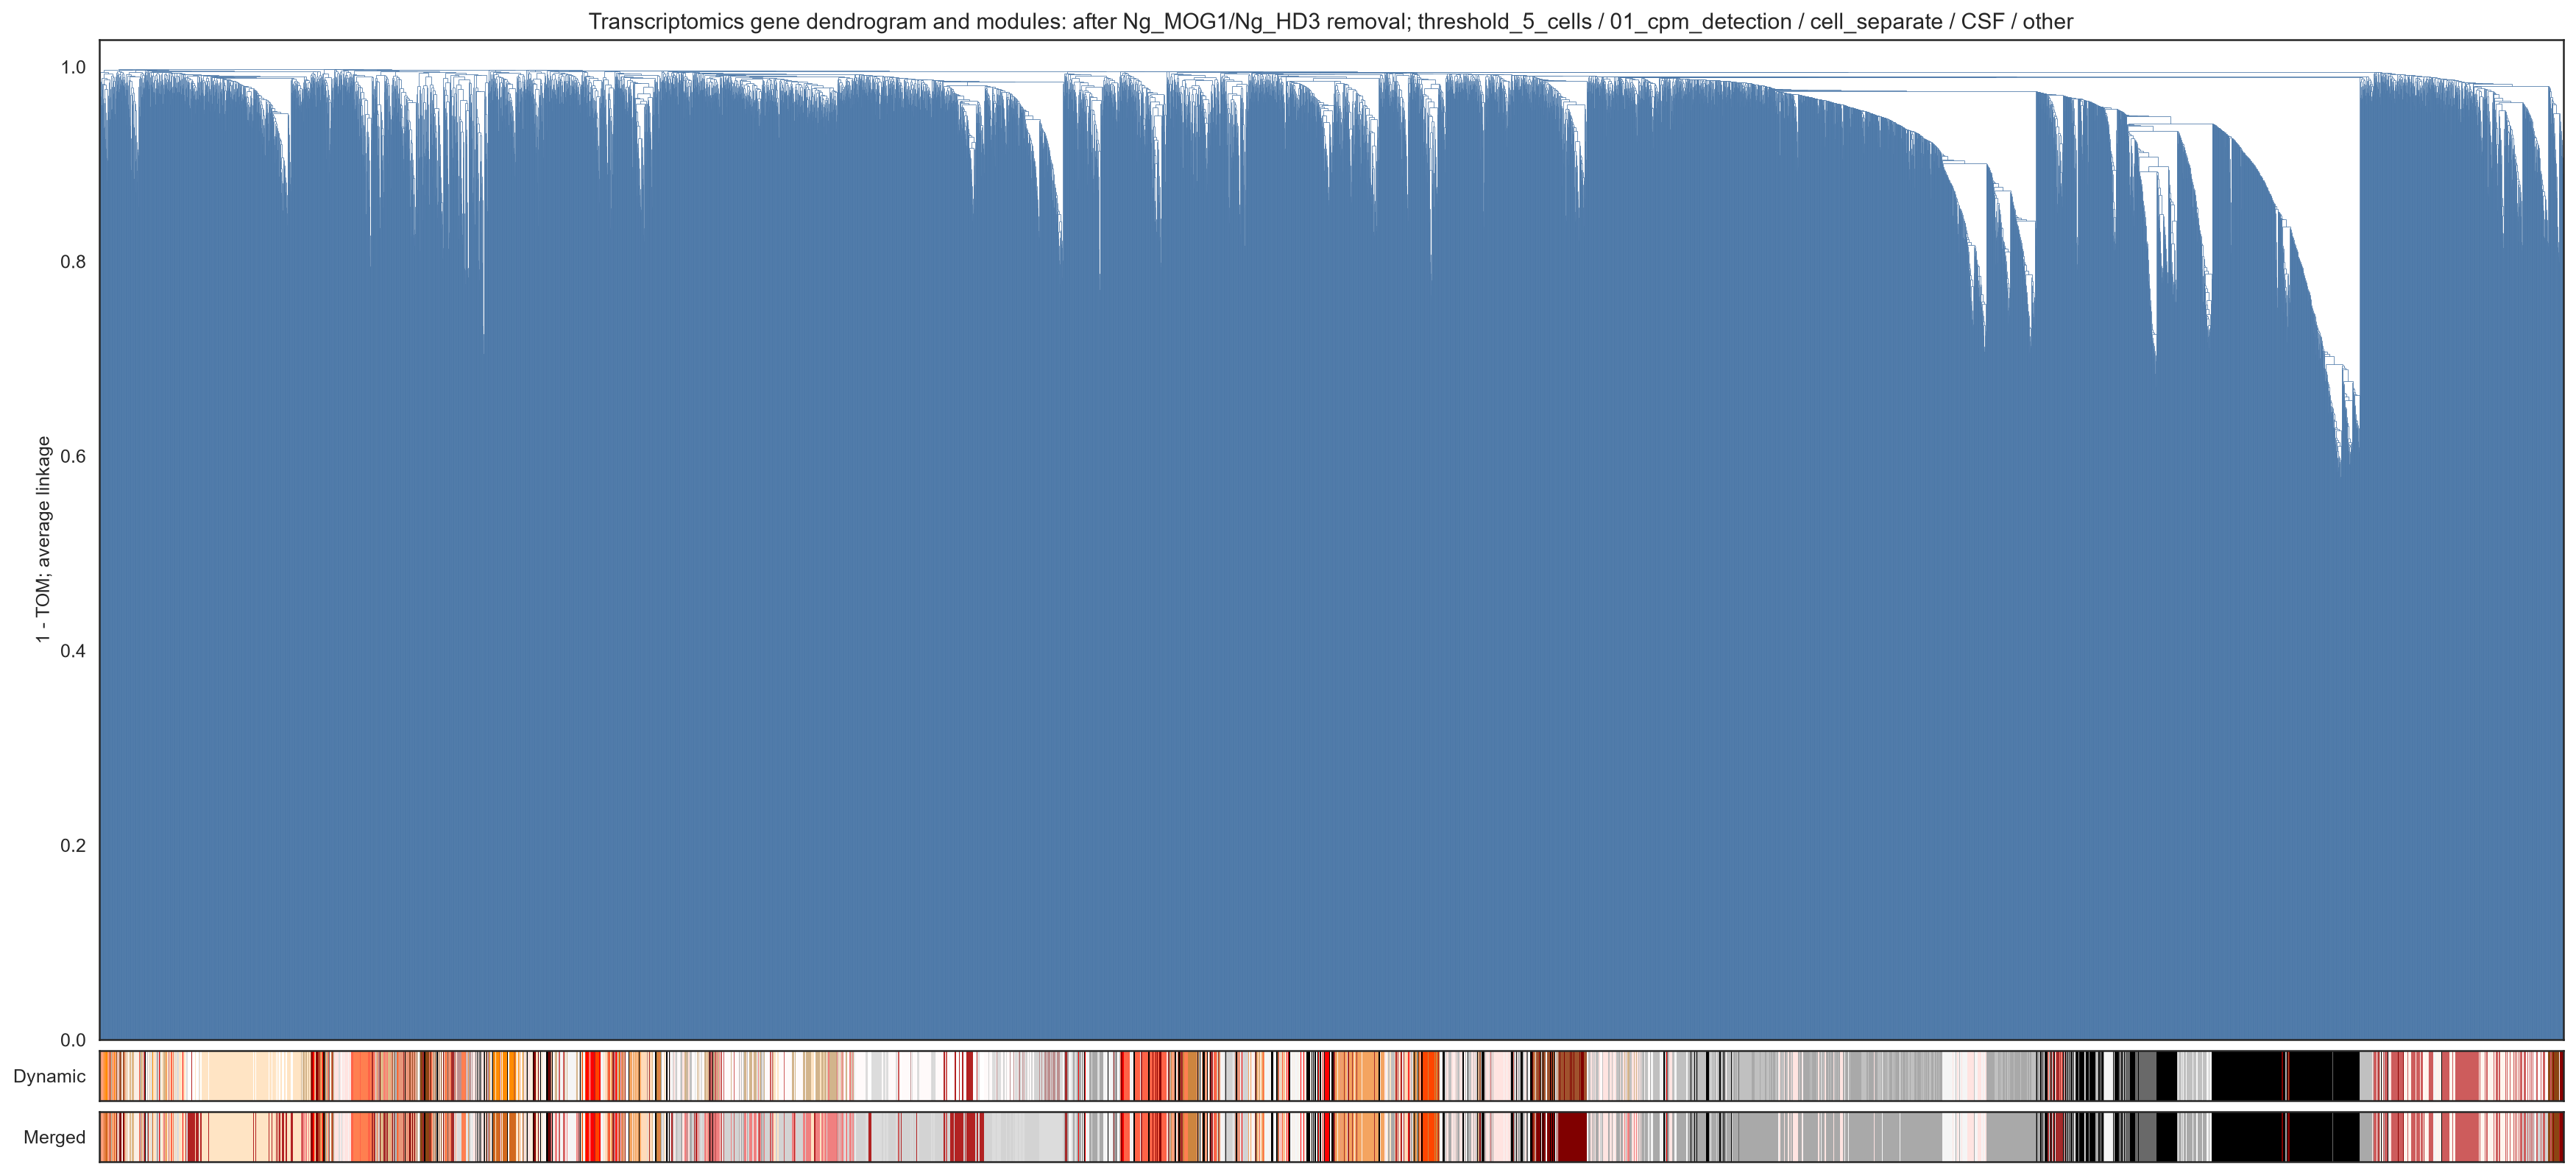 Transcriptomics gene dendrogram and modules: after Ng_MOG1/Ng_HD3 removal; threshold_5_cells / 01_cpm_detection / cell_separate / CSF / other
1 - TOM; average linkage
1.0
0.8
0.6
0.4
0.2
0.0
Dynamic
Merged